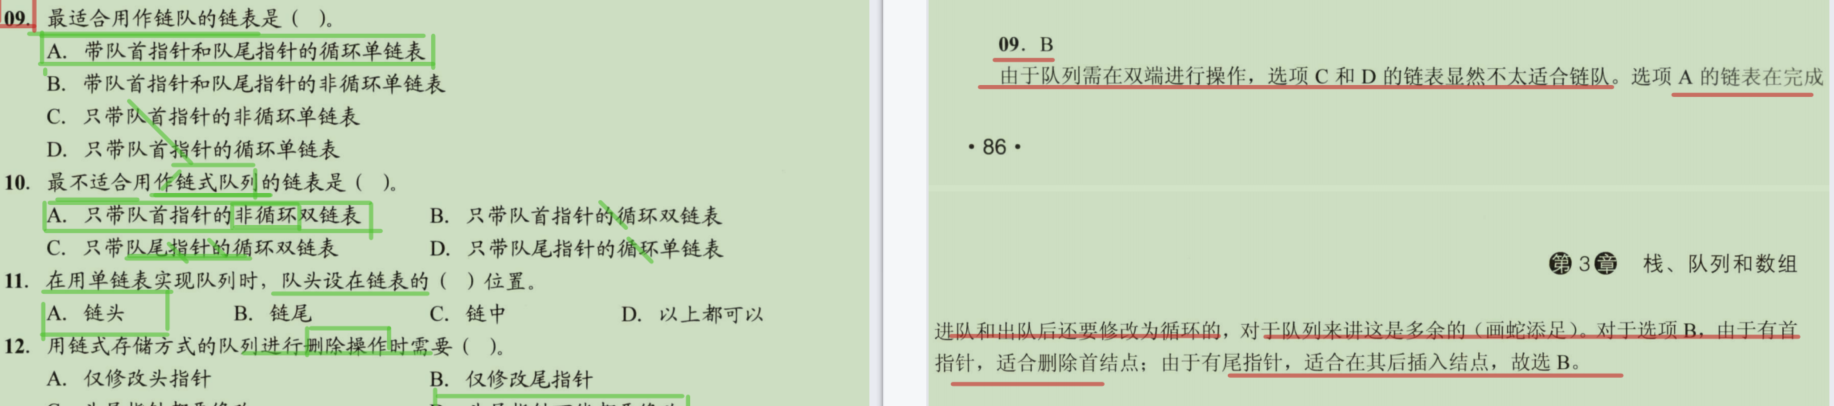 09. 最适合用作链队的链表是（ ）。
A. 带队首指针和队尾指针的循环单链表
B. 带队首指针和队尾指针的非循环单链表
C. 只带队首指针的非循环单链表
D. 只带队首指针的循环单链表
10. 最不适合用作链式队列的链表是（ ）。
A. 只带队首指针的非循环双链表 B. 只带队首指针的循环双链表
C. 只带队尾指针的循环双链表 D. 只带队尾指针的循环单链表
11. 在用单链表实现队列时，队头设在链表的（ ）位置。
A. 链头 B. 链尾 C. 链中 D. 以上都可以
12. 用链式存储方式的队列进行删除操作时需要（ ）。
A. 仅修改头指针 B. 仅修改尾指针
09. B
由于队列需在双端进行操作，选项 C 和 D 的链表显然不太适合链队。选项 A 的链表在完成
• 86 •
第 3 章 栈、队列和数组
进队和出队后还要修改为循环的，对于队列来讲这是多余的（画蛇添足）。对于选项 B，由于有首
指针，适合删除首结点；由于有尾指针，适合在其后插入结点，故选 B。